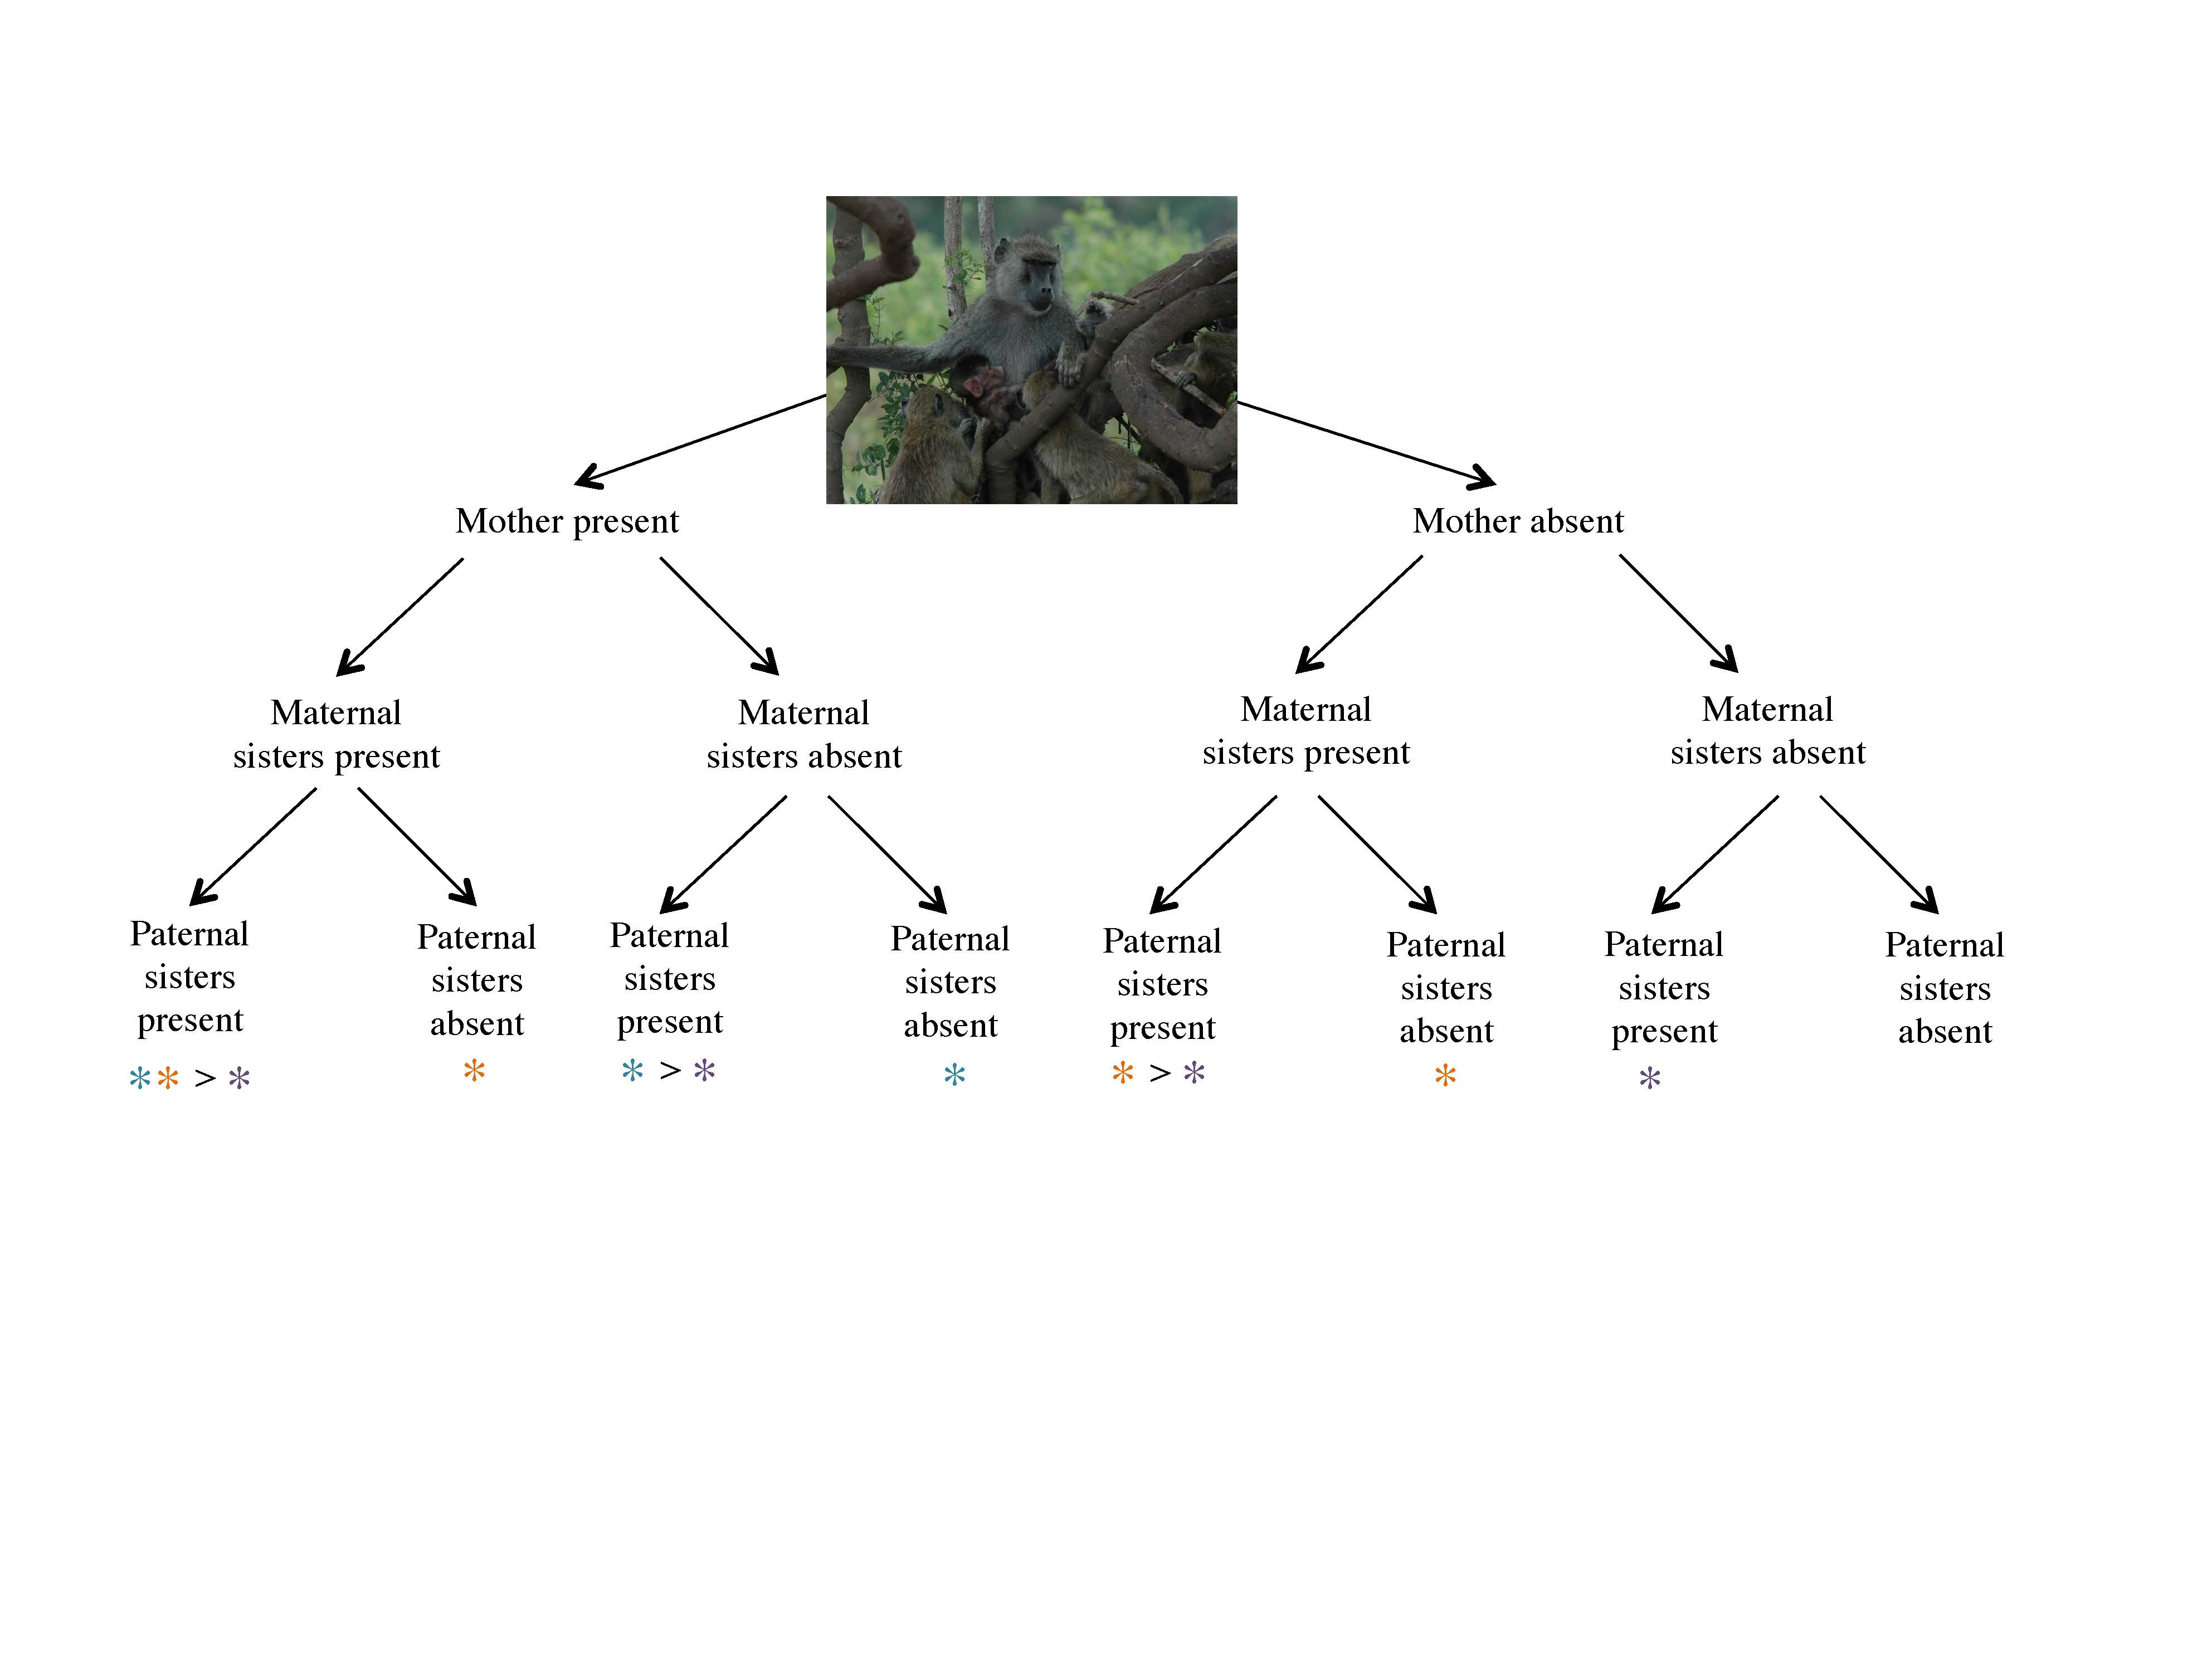 Mother present
Mother absent
Maternal
sisters present
Maternal
sisters absent
Maternal
sisters present
Maternal
sisters absent
Paternal
sisters
present
** > *
Paternal
sisters
absent
*
Paternal
sisters
present
* > *
Paternal
sisters
absent
*
Paternal
sisters
present
* > *
Paternal
sisters
absent
*
Paternal
sisters
present
*
Paternal
sisters
absent